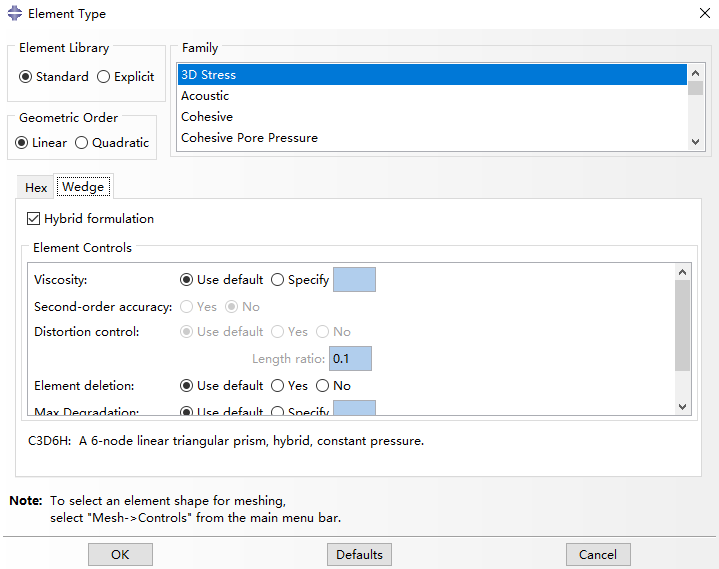 Element Type
Element Library
Standard Explicit
Geometric Order
Linear Quadratic
Family
3D Stress
Acoustic
Cohesive
Cohesive Pore Pressure
Hex Wedge
Hybrid formulation
Element Controls
Viscosity: Use default Specify
Second-order accuracy: Yes No
Distortion control: Use default Yes No
Length ratio: 0.1
Element deletion: Use default Yes No
Max Degradation: Use default Specify
C3D6H: A 6-node linear triangular prism, hybrid, constant pressure.
Note: To select an element shape for meshing,
select "Mesh->Controls" from the main menu bar.
OK Defaults Cancel